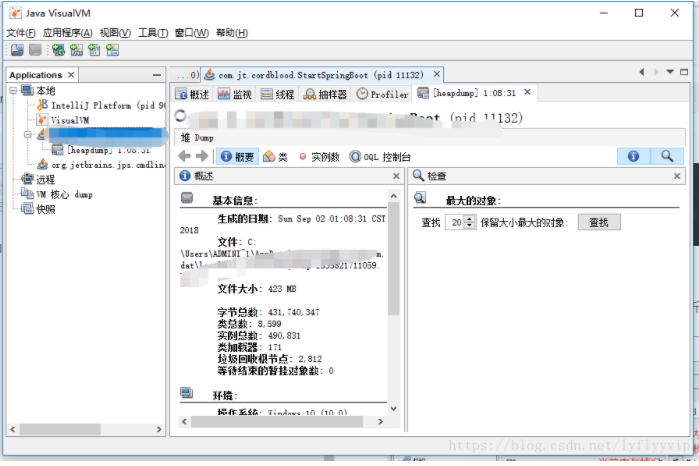 Java VisualVM
文件(F) 应用程序(A) 视图(V) 工具(T) 窗口(W) 帮助(H)
Applications
本地
IntelliJ Platform (pid
VisualVM
[heapdump] 1:08:31
org.jetbrains.jps.cmdline
远程
VM 核心 dump
快照
...0) com.jt.cordblood.StartSpringBoot (pid 11132)
概述 监视 线程 抽样器 Profiler [heapdump] 1:08:31
Boot (pid 11132)
堆 Dump
概要 类 实例数 OQL 控制台
概述
基本信息:
生成的日期: Sun Sep 02 01:08:31 CST
2018
文件: C:
\Users\ADMINI~1\App
文件大小: 423 MB
字节总数: 431,740,347
类总数: 8,599
实例总数: 490,831
类加载器: 171
垃圾回收根节点: 2,812
等待结束的暂挂对象数: 0
环境:
操作系统: Windows 10 (10.0)
检查
最大的对象:
查找 20 保留大小最大的对象: 查找
https://blog.csdn.net/lyflyyvip